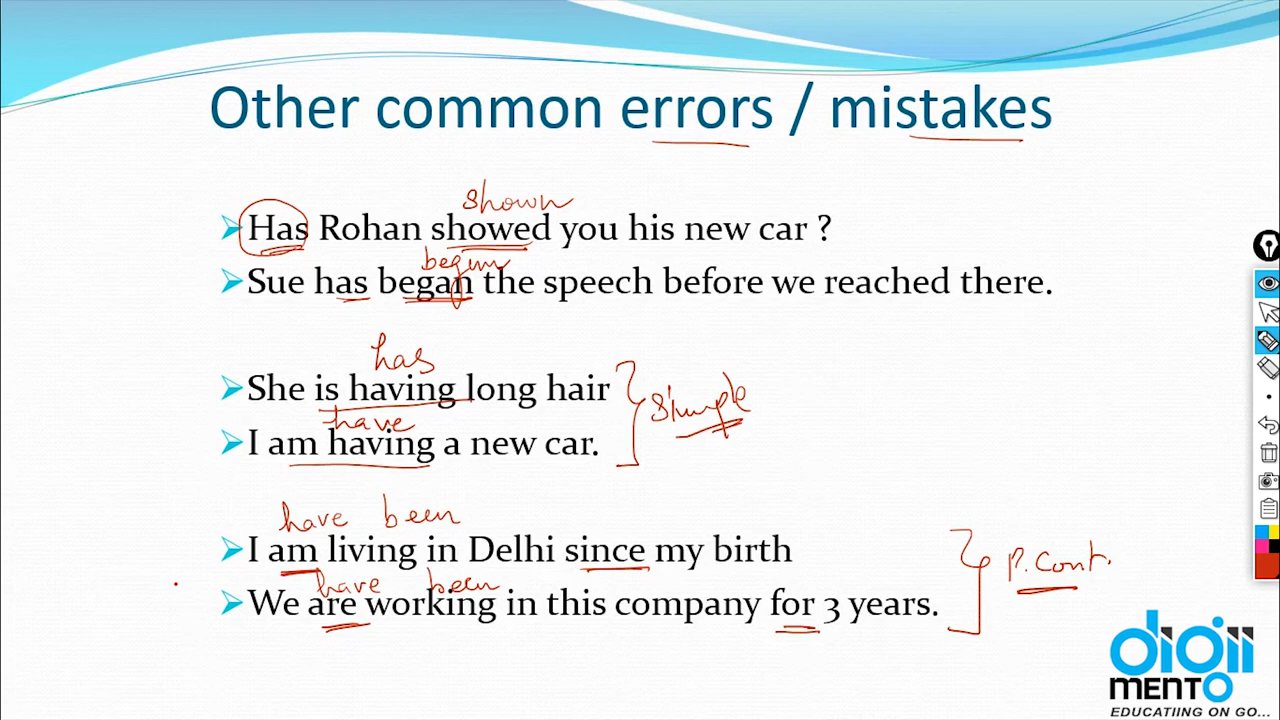 Other common errors / mistakes
shown
Has Rohan showed you his new car ?
begun
Sue has began the speech before we reached there.
has
She is having long hair
have
Simple
I am having a new car.
have been
I am living in Delhi since my birth
P. Cont.
have been
We are working in this company for 3 years.
digii
MENTO
EDUCATIING ON GO...